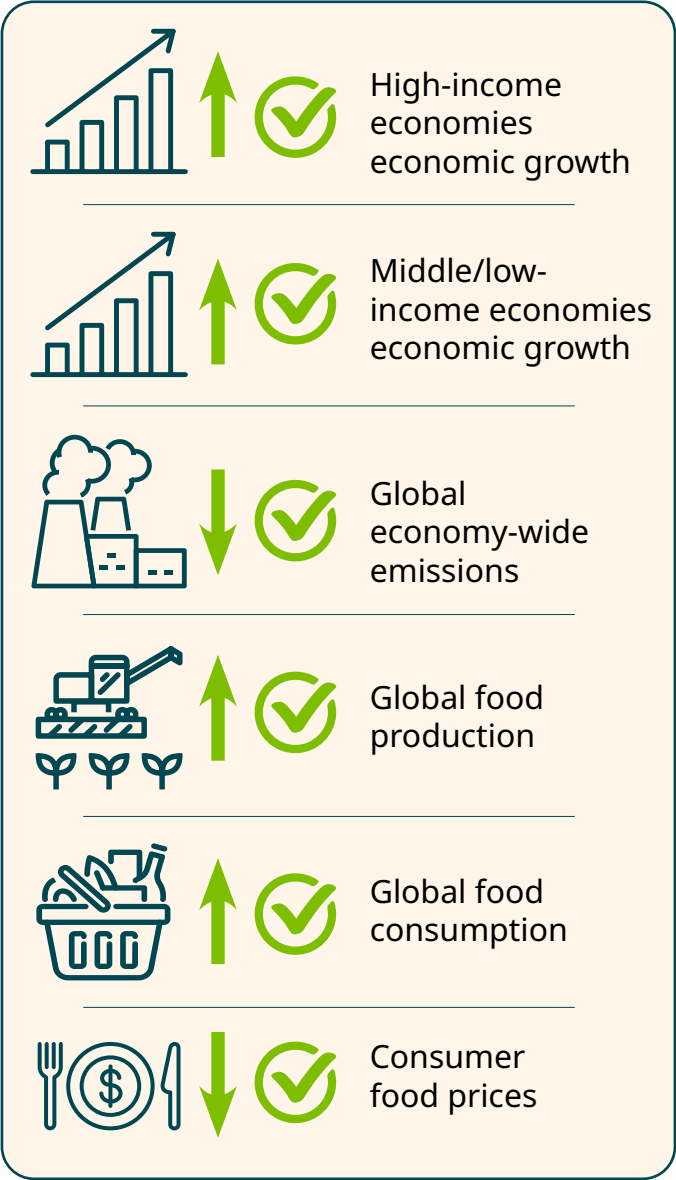 High-income
economies
economic growth
Middle/low-
income economies
economic growth
Global
economy-wide
emissions
Global food
production
Global food
consumption
$
Consumer
food prices